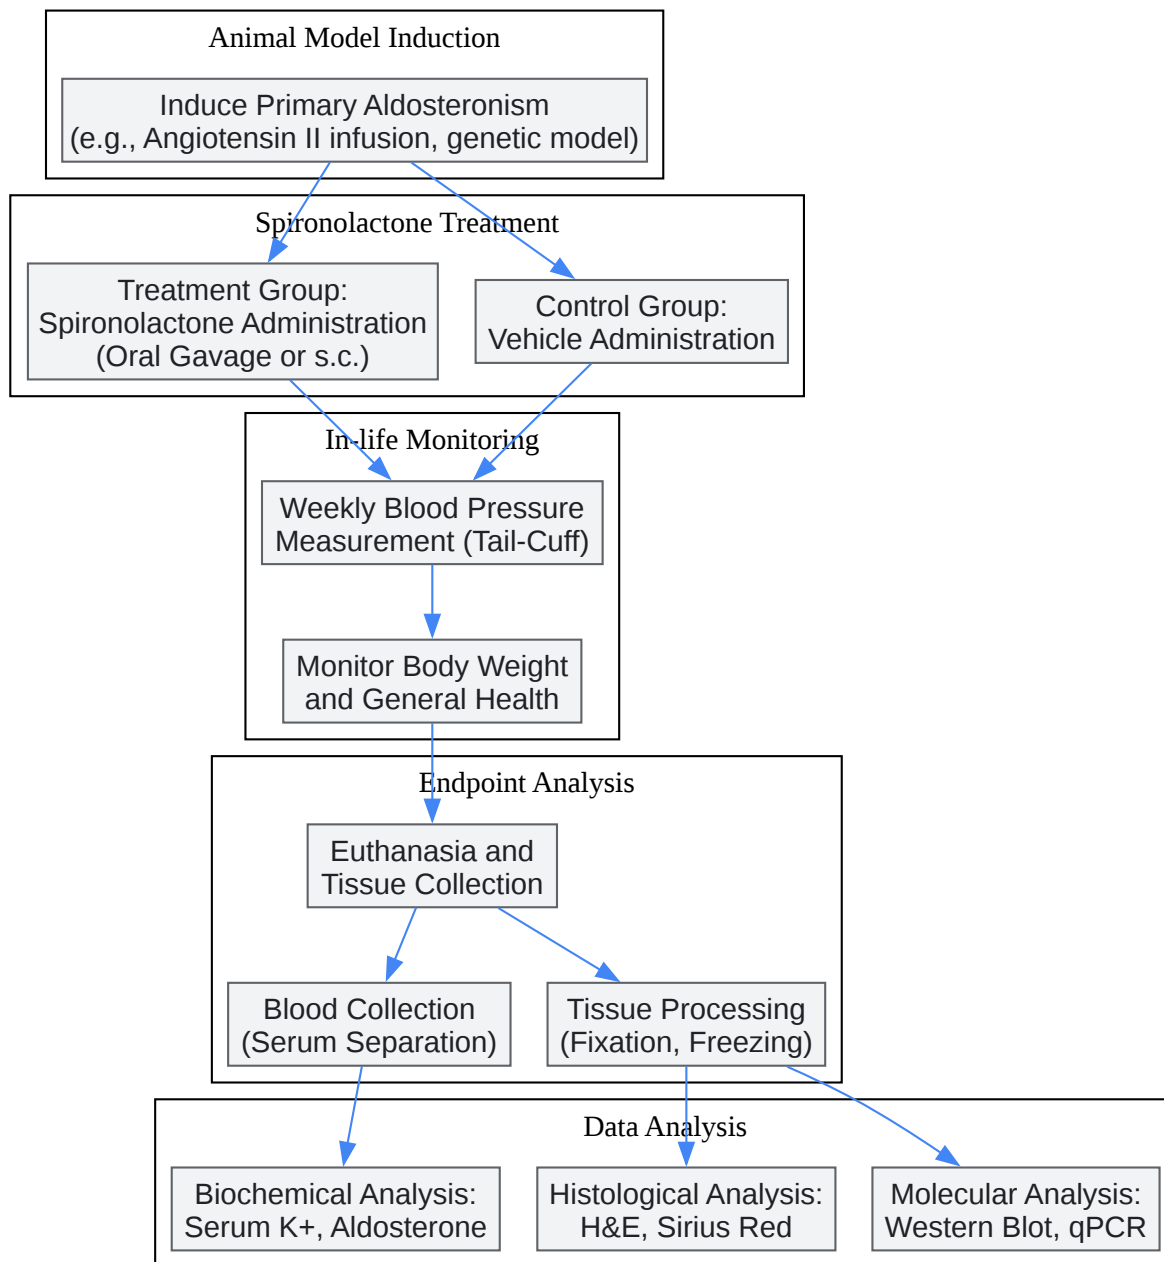 Animal Model Induction
Induce Primary Aldosteronism
(e.g., Angiotensin II infusion, genetic model)
Spironolactone Treatment
Treatment Group:
Spironolactone Administration
(Oral Gavage or s.c.)
Control Group:
Vehicle Administration
In-life Monitoring
Weekly Blood Pressure
Measurement (Tail-Cuff)
Monitor Body Weight
and General Health
Endpoint Analysis
Euthanasia and
Tissue Collection
Blood Collection
(Serum Separation)
Tissue Processing
(Fixation, Freezing)
Data Analysis
Biochemical Analysis:
Serum K+, Aldosterone
Histological Analysis:
H&E, Sirius Red
Molecular Analysis:
Western Blot, qPCR